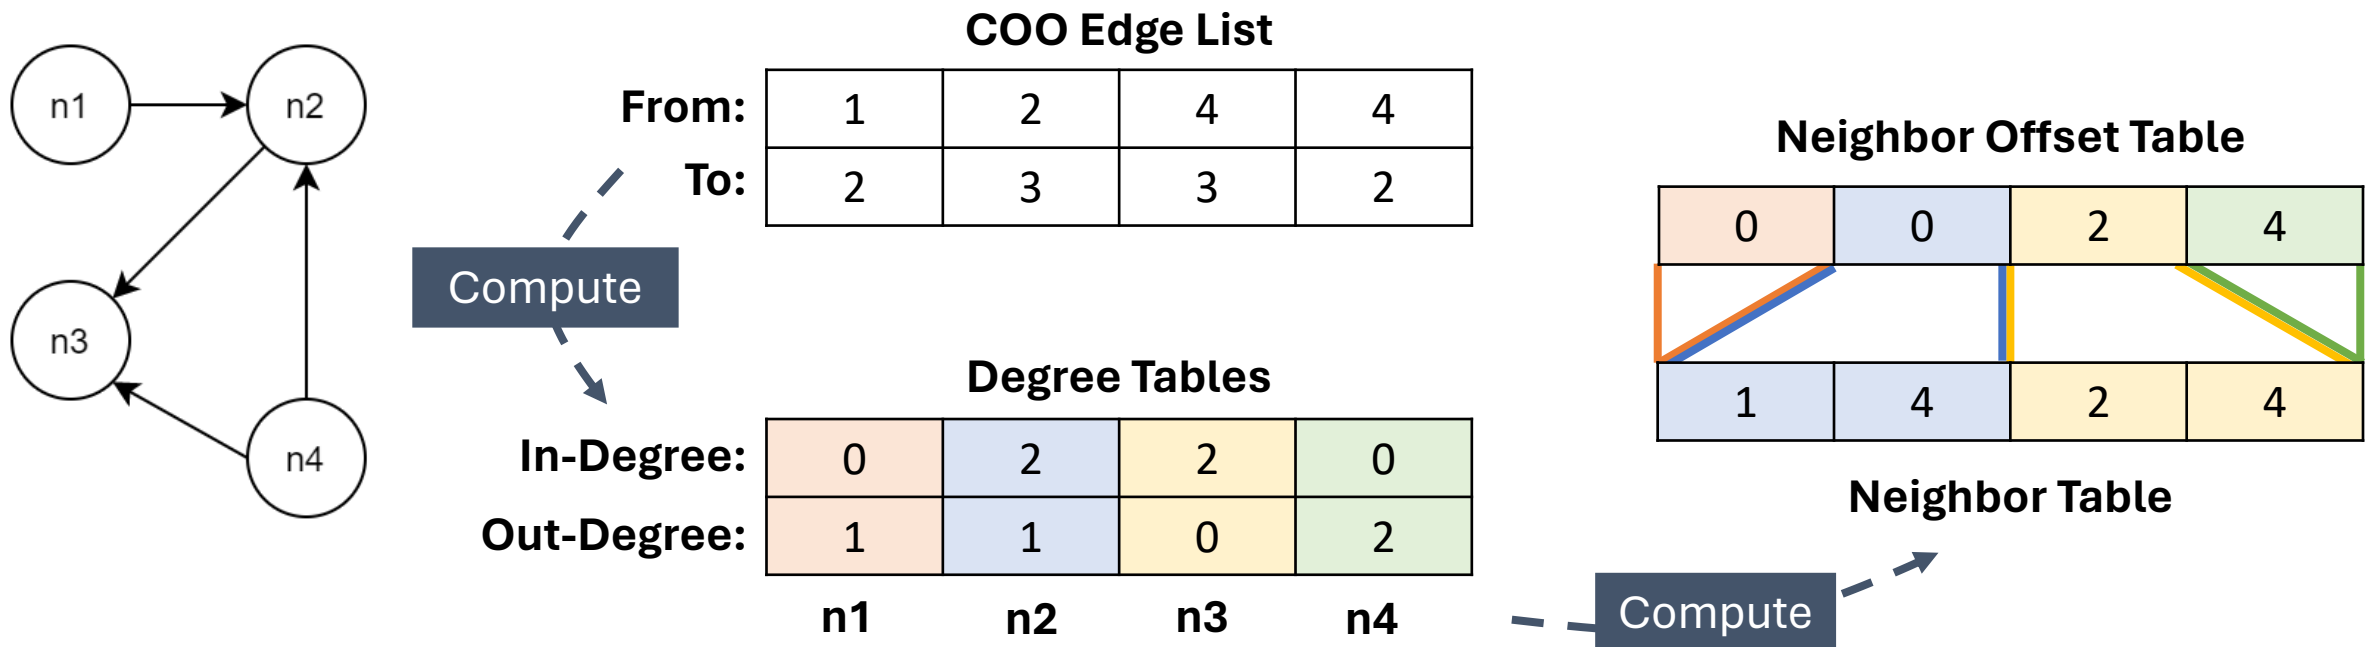 n1
n2
n3
n4
COO Edge List
From: 1 2 4 4
To: 2 3 3 2
Compute
Degree Tables
In-Degree: 0 2 2 0
Out-Degree: 1 1 0 2
n1 n2 n3 n4
Compute
Neighbor Offset Table
0 0 2 4
1 4 2 4
Neighbor Table